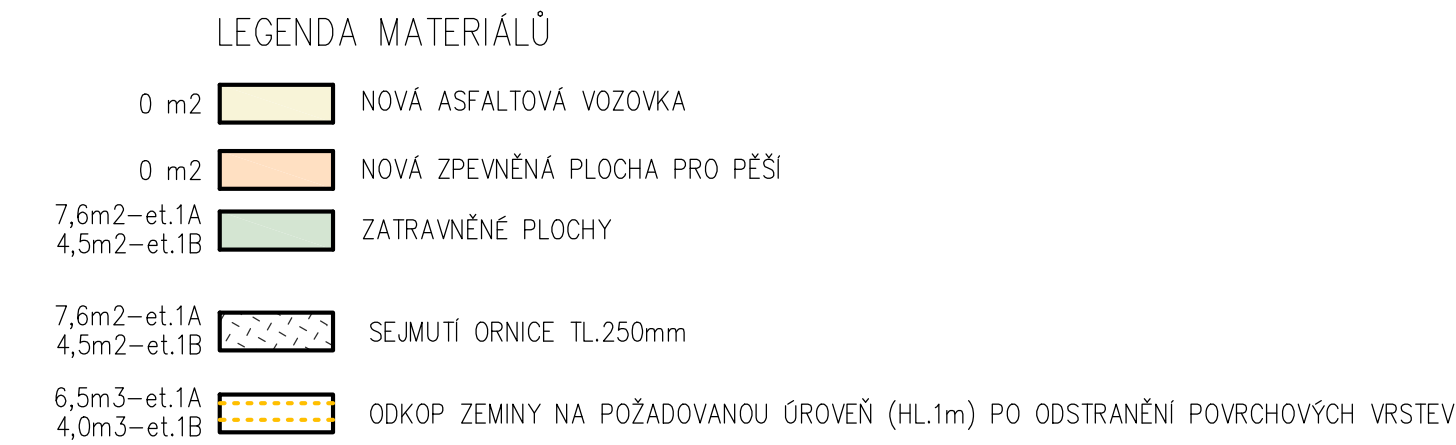 LEGENDA MATERIÁLŮ
0 m2 NOVÁ ASFALTOVÁ VOZOVKA
0 m2 NOVÁ ZPEVNĚNÁ PLOCHA PRO PĚŠÍ
7,6m2-et.1A
4,5m2-et.1B
ZATRAVNĚNÉ PLOCHY
7,6m2-et.1A
4,5m2-et.1B
SEJMUTÍ ORNICE TL.250mm
6,5m3-et.1A
4,0m3-et.1B
ODKOP ZEMINY NA POŽADOVANOU ÚROVEŇ (HL.1m) PO ODSTRANĚNÍ POVRCHOVÝCH VRSTEV